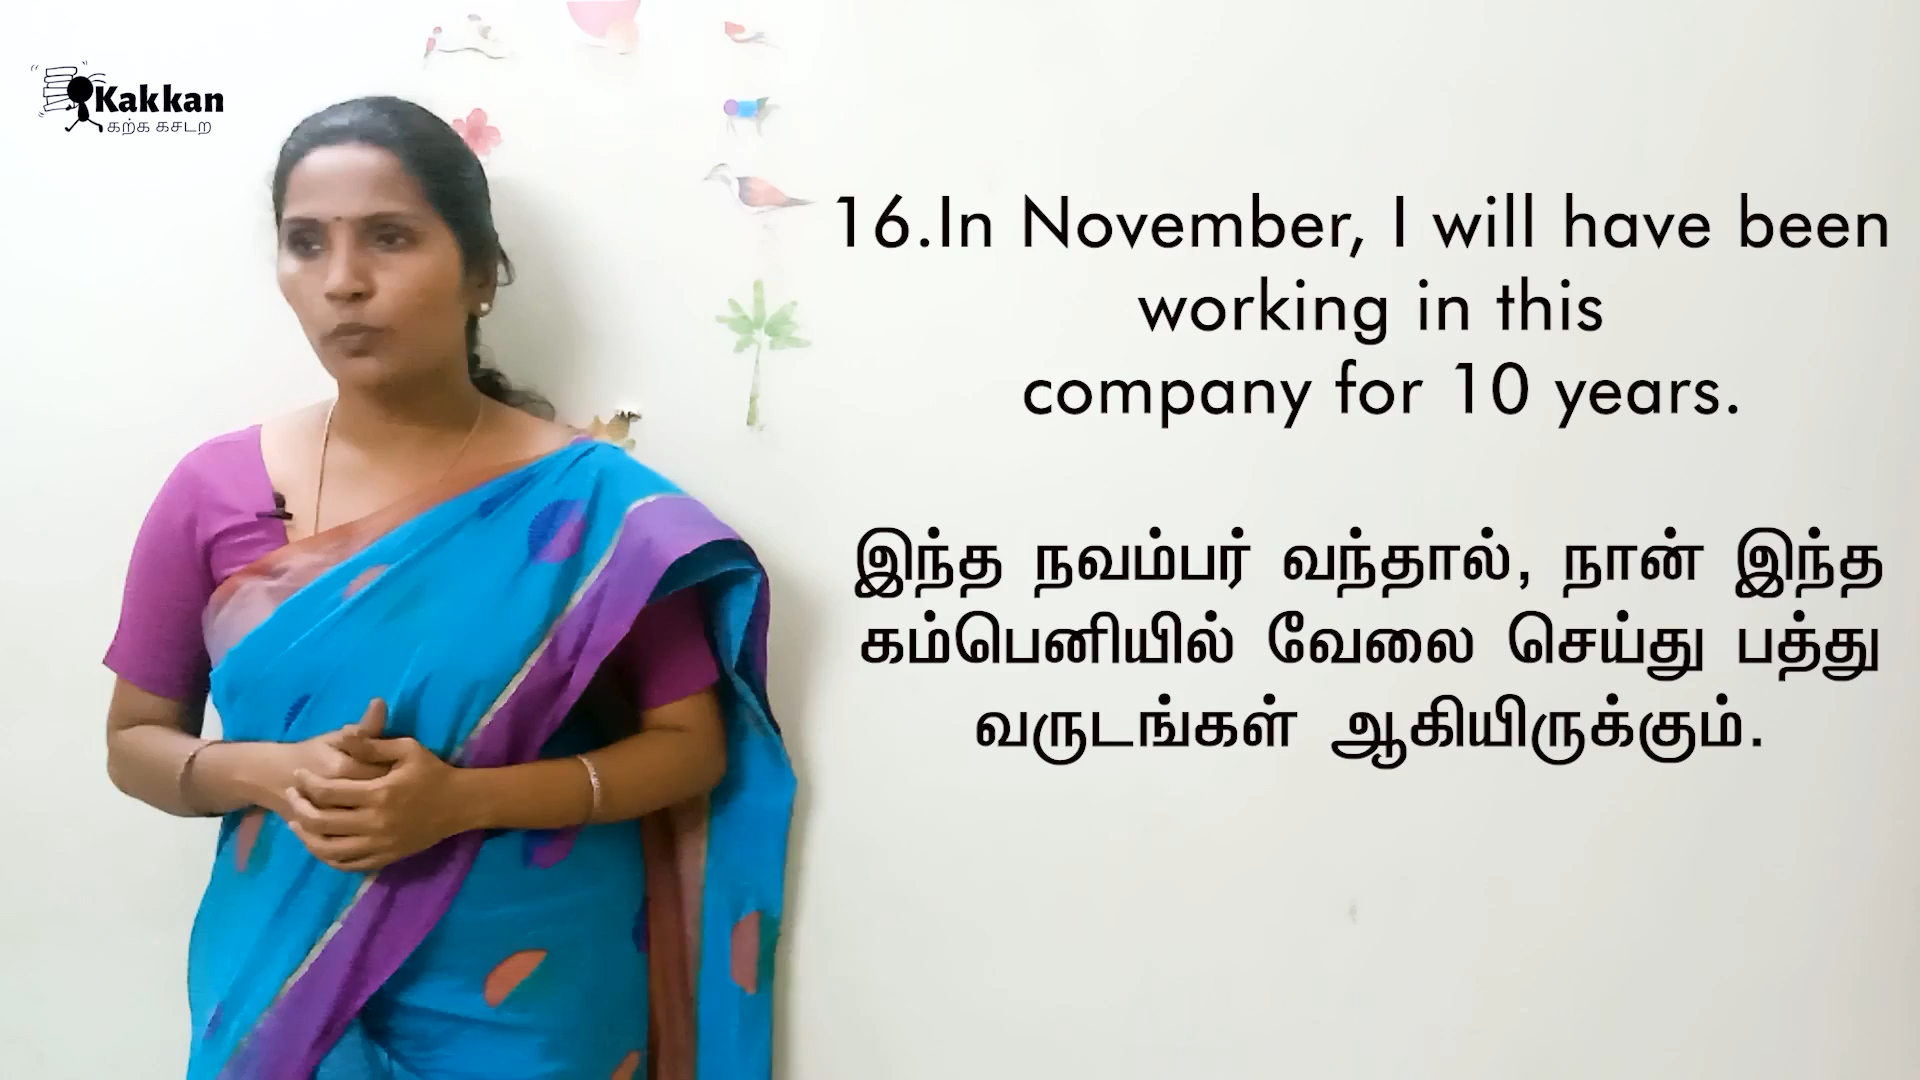 Kakkan
கற்க கசடற
16.In November, I will have been
working in this
company for 10 years.
இந்த நவம்பர் வந்தால், நான் இந்த
கம்பெனியில் வேலை செய்து பத்து
வருடங்கள் ஆகியிருக்கும்.